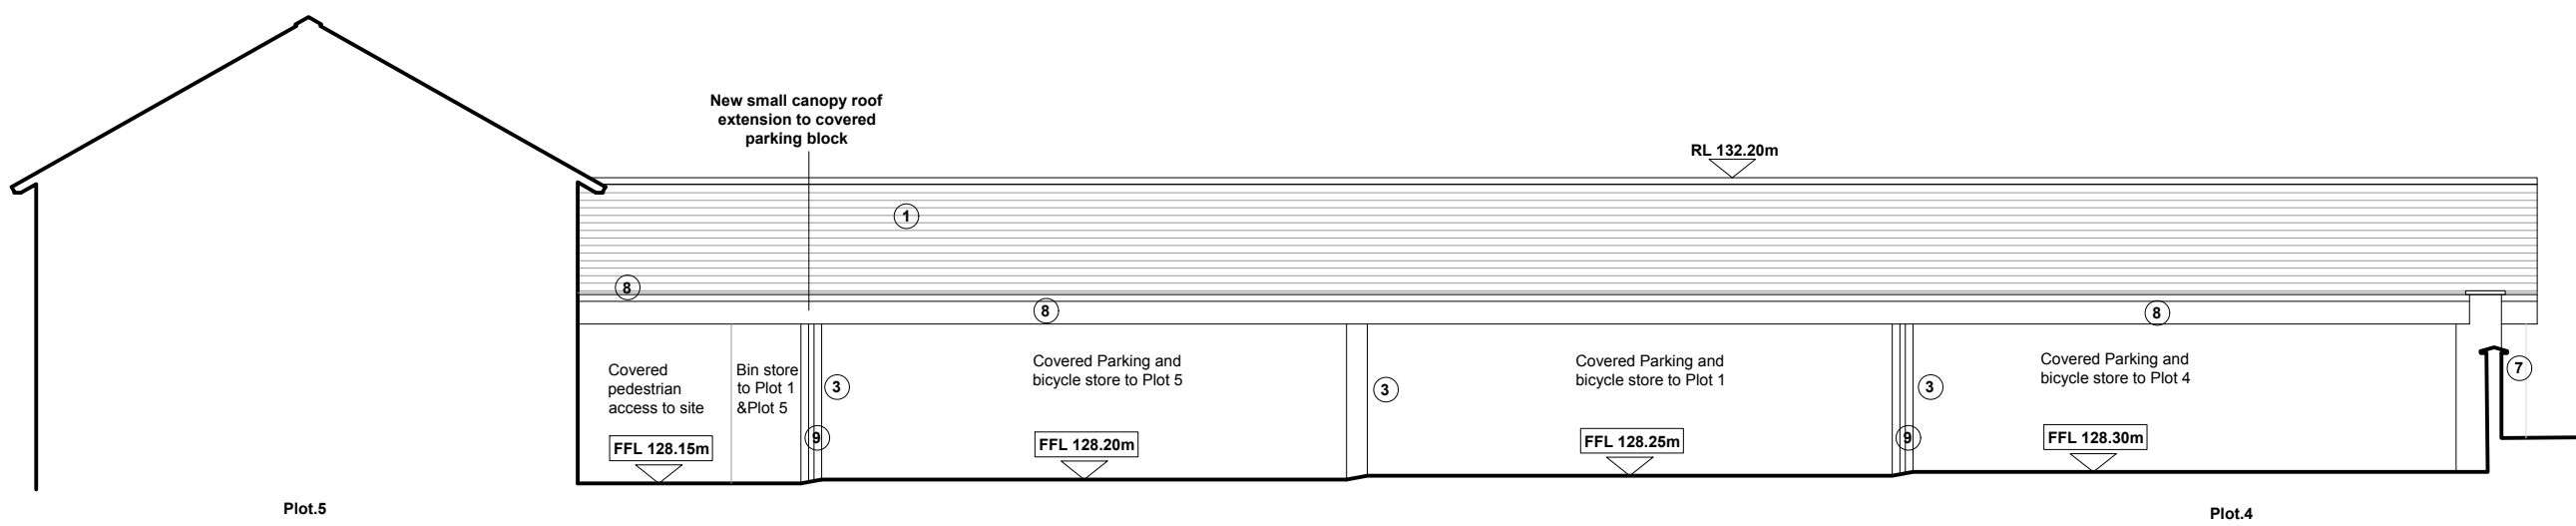 New small canopy roof
extension to covered
parking block
RL 132.20m
1
8
8
8
Covered
pedestrian
access to site
Bin store
to Plot 1
&Plot 5
3
Covered Parking and
bicycle store to Plot 5
3
Covered Parking and
bicycle store to Plot 1
3
Covered Parking and
bicycle store to Plot 4
7
FFL 128.15m
9
FFL 128.20m
FFL 128.25m
9
FFL 128.30m
Plot.5
Plot.4